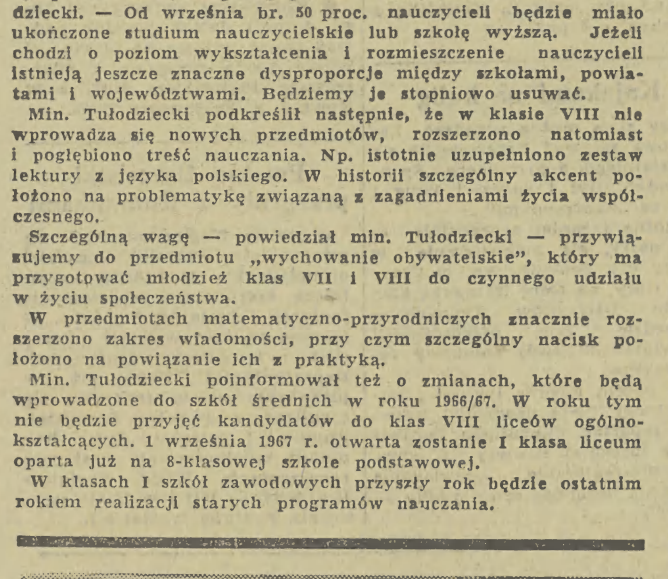 dziecki. — Od września br. 50 proc. nauczycieli będzie miało
ukończone studium nauczycielskie lub szkołę wyższą. Jeżeli
chodzi o poziom wykształcenia i rozmieszczenie nauczycieli
istnieją jeszcze znaczne dysproporcje między szkołami, powia-
tami i województwami. Będziemy je stopniowo usuwać.
Min. Tułodziecki podkreślił następnie, że w klasie VIII nie
wprowadza się nowych przedmiotów, rozszerzono natomiast
i pogłębiono treść nauczania. Np. istotnie uzupełniono zestaw
lektury z języka polskiego. W historii szczególny akcent po-
łożono na problematykę związaną z zagadnieniami życia współ-
czesnego.
Szczególną wagę — powiedział min. Tułodziecki — przywią-
zujemy do przedmiotu „wychowanie obywatelskie”, który ma
przygotować młodzież klas VII i VIII do czynnego udziału
w życiu społeczeństwa.
W przedmiotach matematyczno-przyrodniczych znacznie roz-
szerzono zakres wiadomości, przy czym szczególny nacisk po-
łożono na powiązanie ich z praktyką.
Min. Tułodziecki poinformował też o zmianach, które będą
wprowadzone do szkół średnich w roku 1966/67. W roku tym
nie będzie przyjęć kandydatów do klas VIII liceów ogólno-
kształcących. 1 września 1967 r. otwarta zostanie I klasa liceum
oparta już na 8-klasowej szkole podstawowej.
W klasach I szkół zawodowych przyszły rok będzie ostatnim
rokiem realizacji starych programów nauczania.